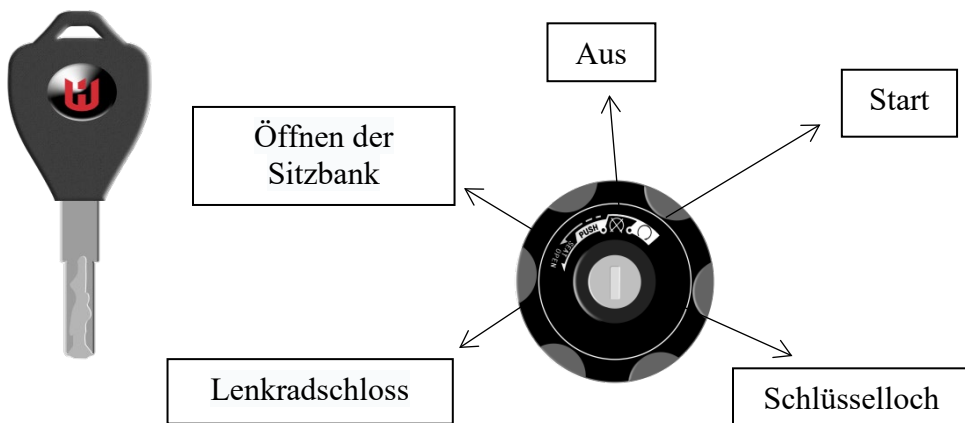 Aus
Start
Öffnen der
Sitzbank
PUSH
SEAT
OPEN
Lenkradschloss
Schlüsselloch